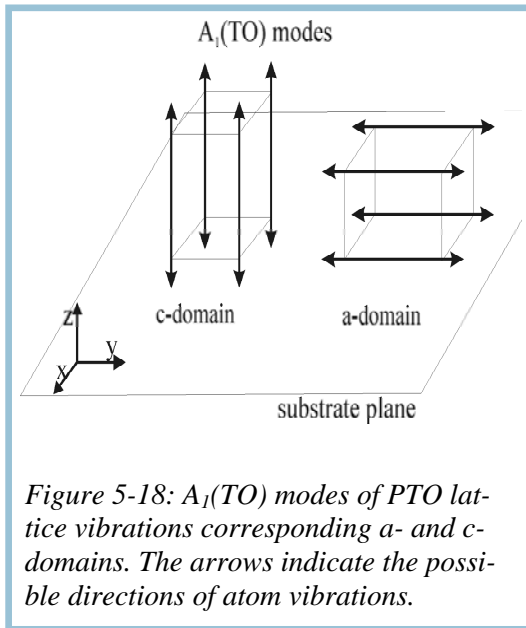 A₁(TO) modes
c-domain
a-domain
z
y
x
substrate plane
Figure 5-18: A₁(TO) modes of PTO lat-
tice vibrations corresponding a- and c-
domains. The arrows indicate the possi-
ble directions of atom vibrations.